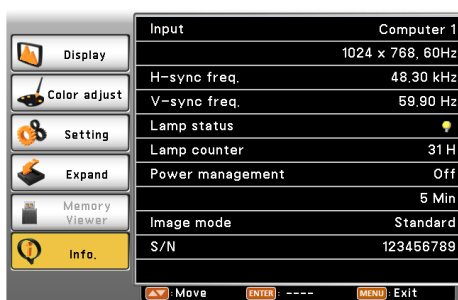 Display
Color adjust
Setting
Expand
Memory
Viewer
Info.
Input Computer 1
1024 x 768, 60Hz
H-sync freq. 48.30 kHz
V-sync freq. 59.90 Hz
Lamp status
Lamp counter 31 H
Power management Off
5 Min
Image mode Standard
S/N 123456789
:Move ENTER : ---- MENU :Exit